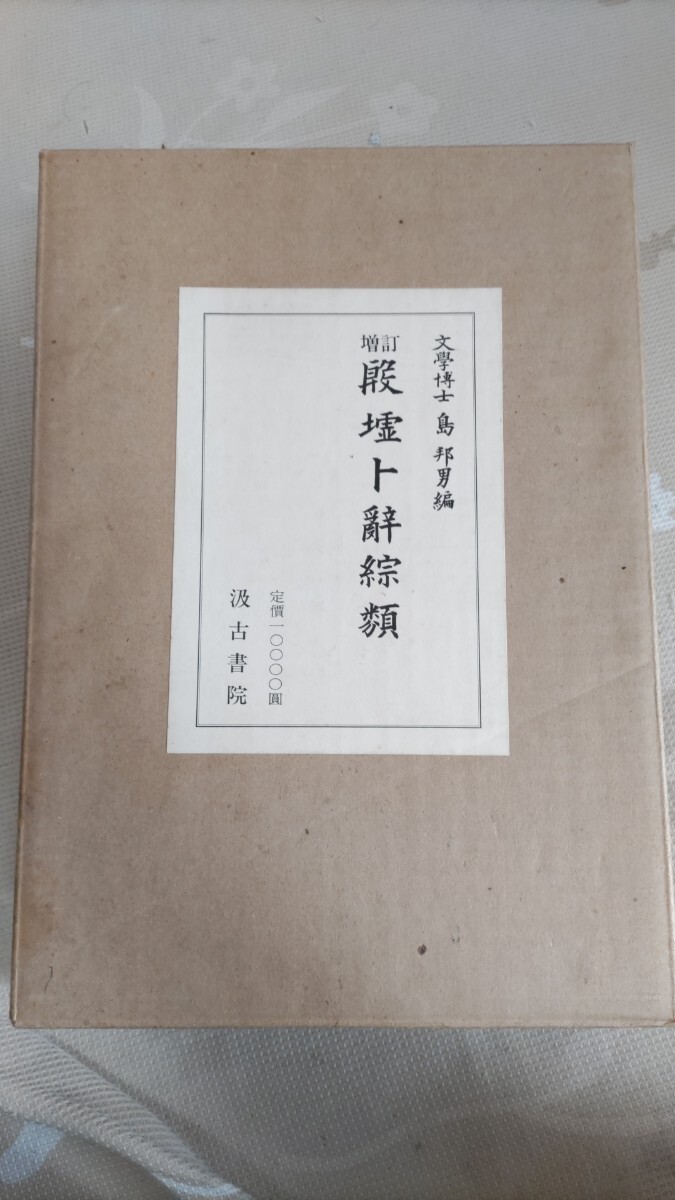 文學博士 島 邦男編
增訂 殷墟卜辭綜類
定價一〇〇〇〇圓
汲古書院